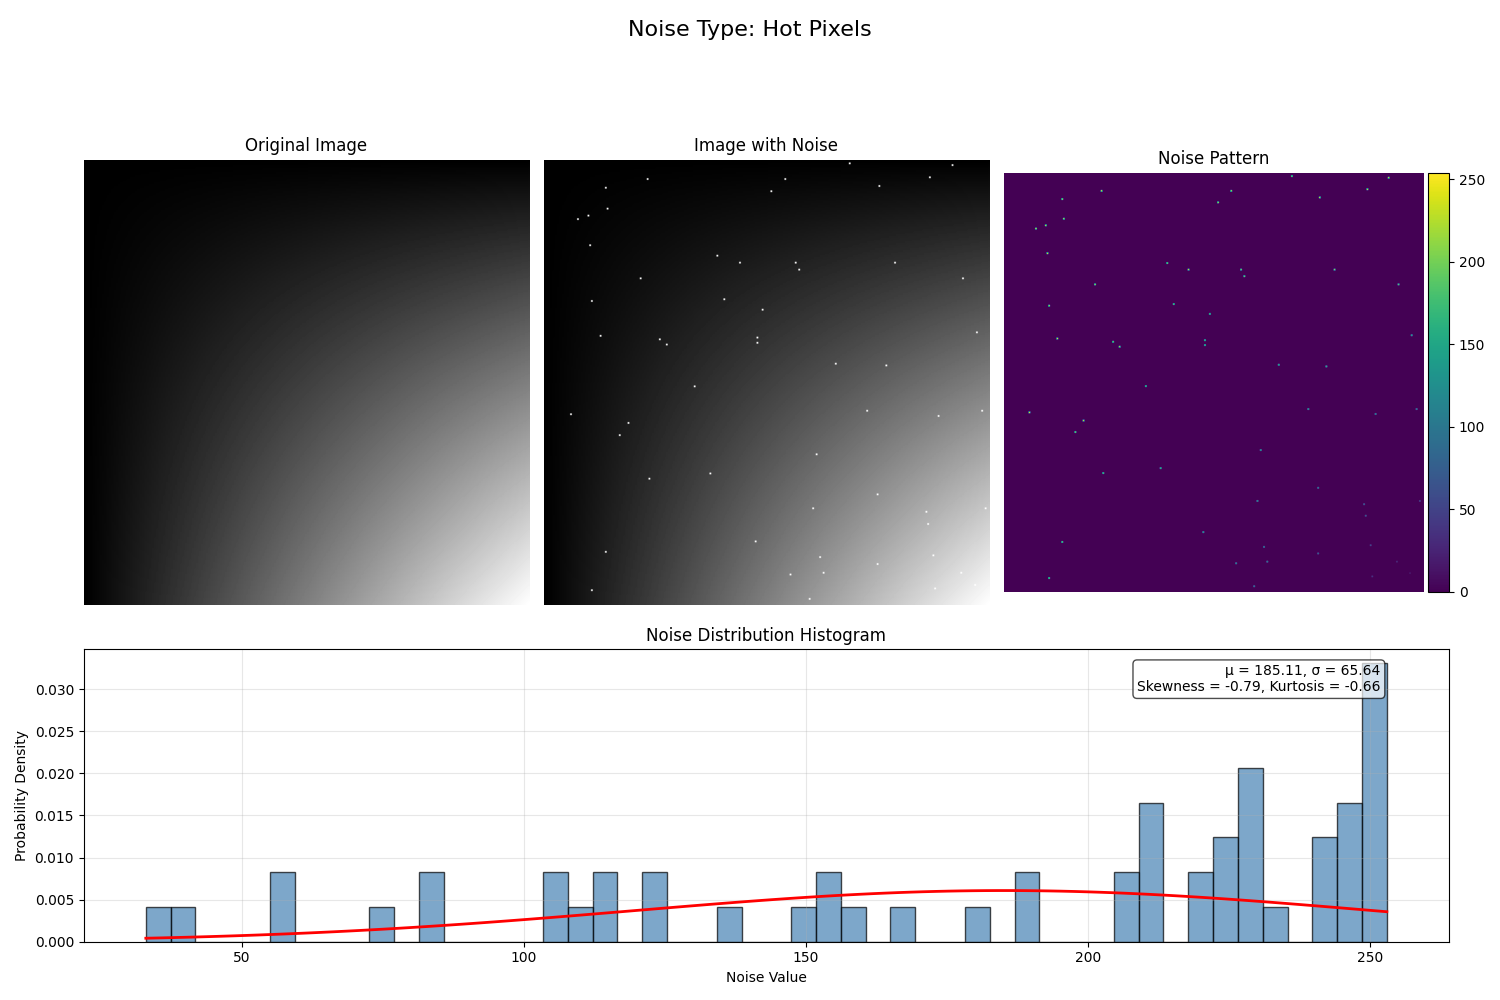 Noise Type: Hot Pixels
Original Image
Image with Noise
Noise Pattern
250
200
150
100
50
0
Noise Distribution Histogram
μ = 185.11, σ = 65.64
Skewness = -0.79, Kurtosis = -0.66
Probability Density
0.030
0.025
0.020
0.015
0.010
0.005
0.000
50 100 150 200 250
Noise Value